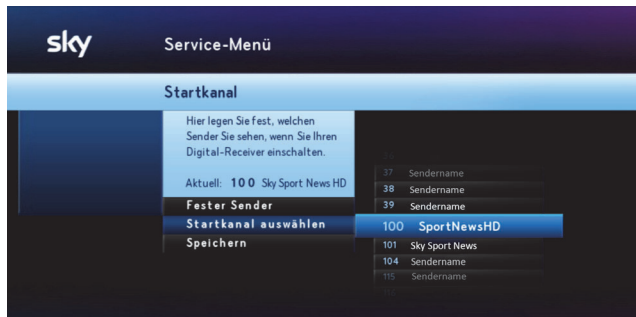 sky
Service-Menü
Startkanal
Hier legen Sie fest, welchen
Sender Sie sehen, wenn Sie Ihren
Digital-Receiver einschalten.
Aktuell: 100 Sky Sport News HD
Fester Sender
Startkanal auswählen
Speichern
37 Sendername
38 Sendername
39 Sendername
100 SportNewsHD
101 Sky Sport News
104 Sendername
115 Sendername